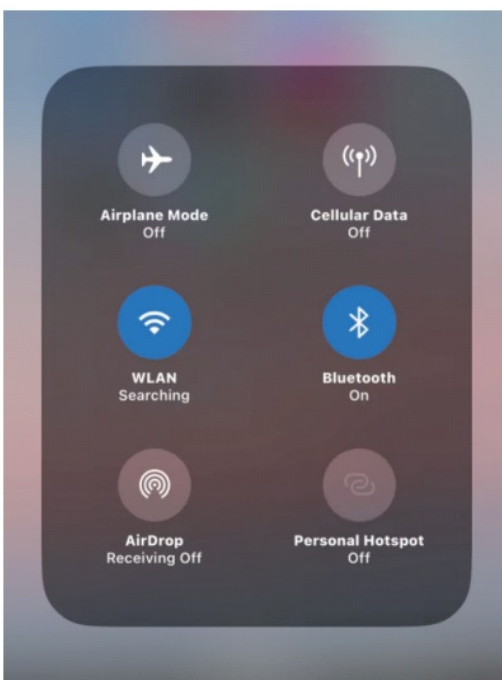 Airplane Mode
Off
Cellular Data
Off
WLAN
Searching
Bluetooth
On
AirDrop
Receiving Off
Personal Hotspot
Off